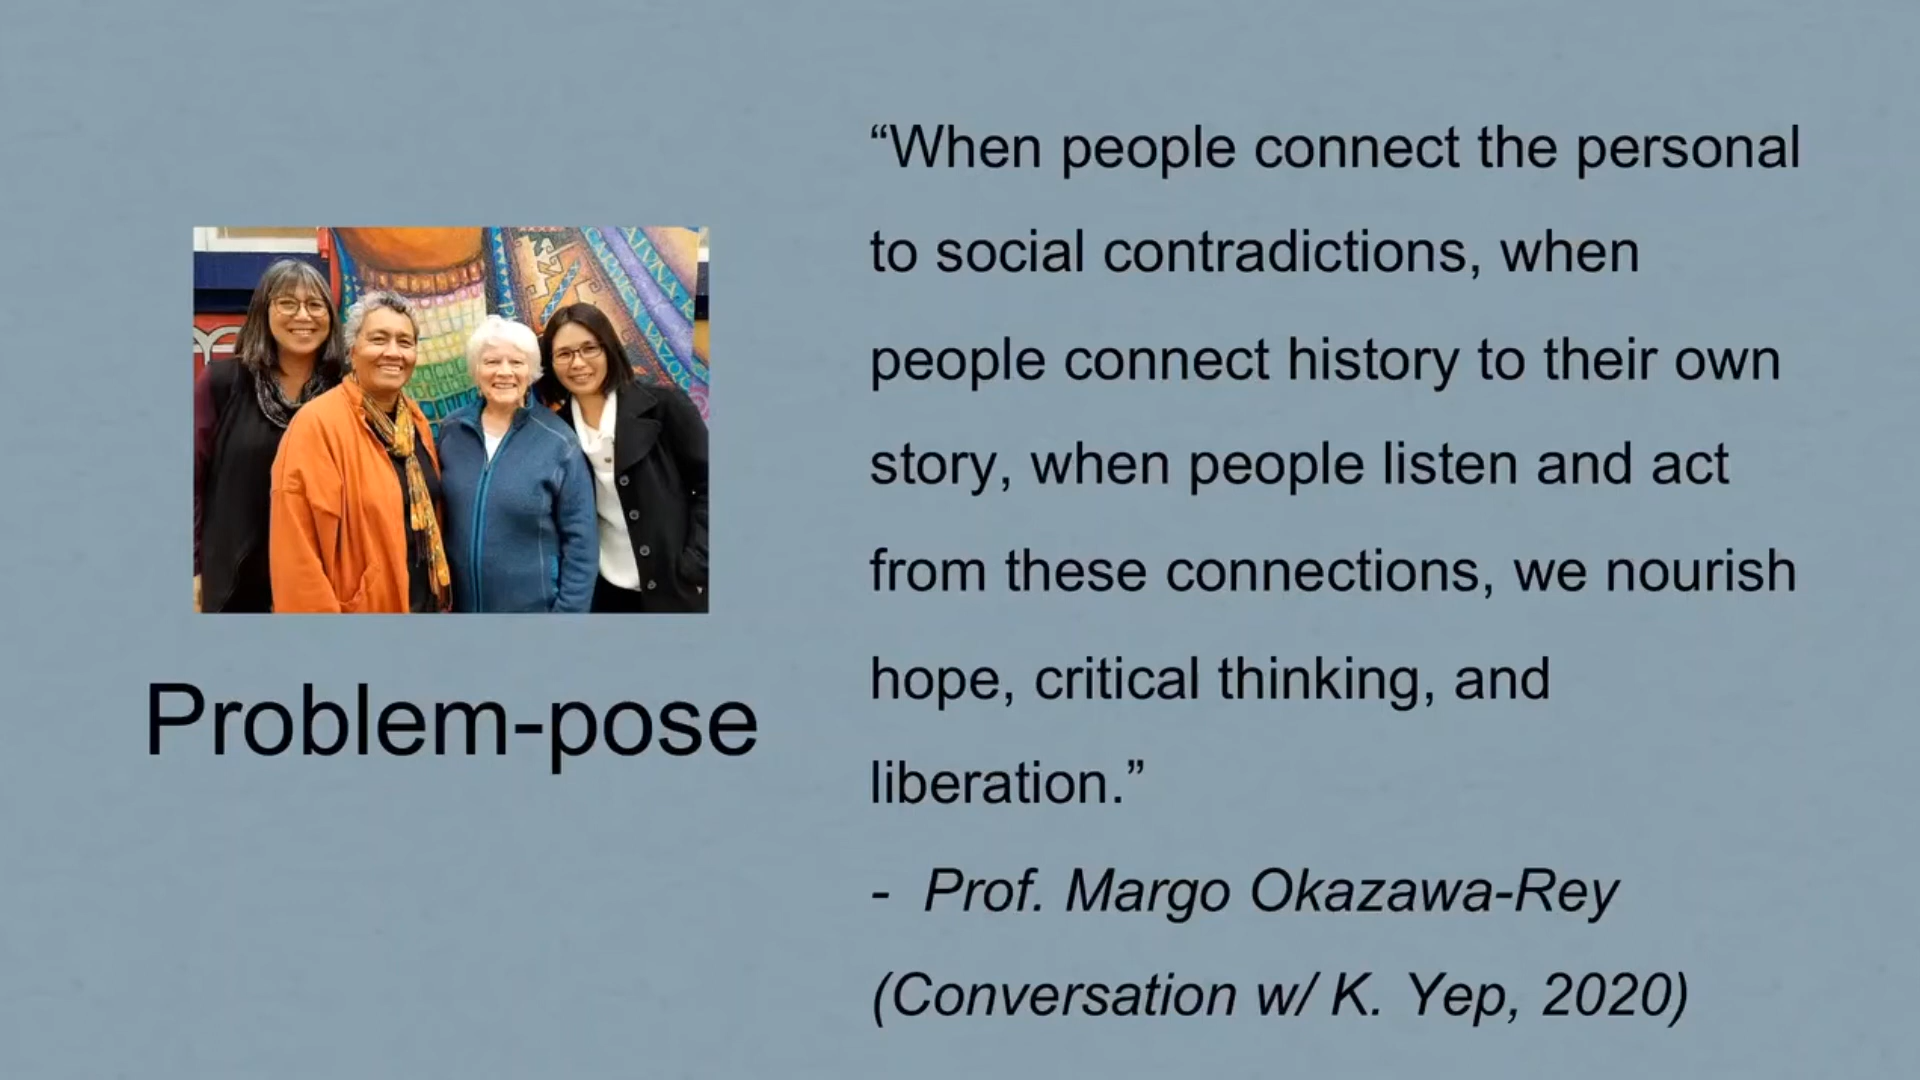 Problem-pose
“When people connect the personal
to social contradictions, when
people connect history to their own
story, when people listen and act
from these connections, we nourish
hope, critical thinking, and
liberation.”
- Prof. Margo Okazawa-Rey
(Conversation w/ K. Yep, 2020)